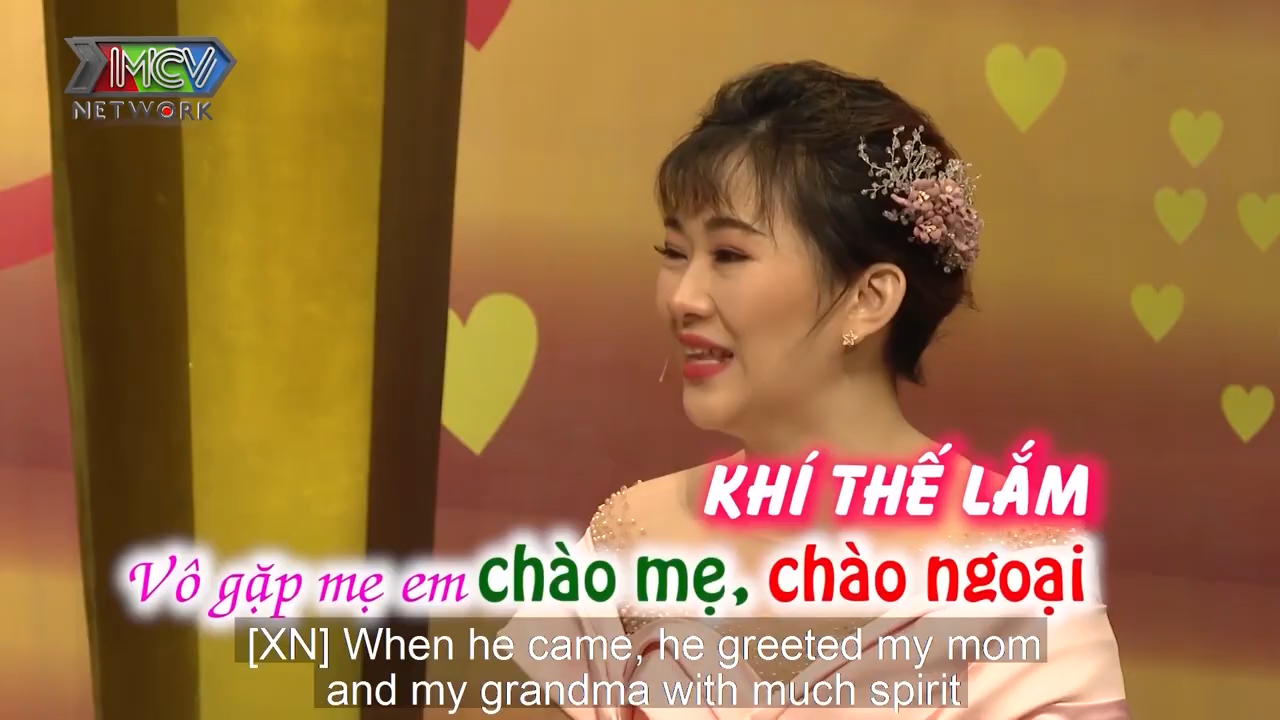 MCV
NETWORK
KHÍ THẾ LẮM
Vô gặp mẹ em chào mẹ, chào ngoại
[XN] When he came, he greeted my mom
and my grandma with much spirit